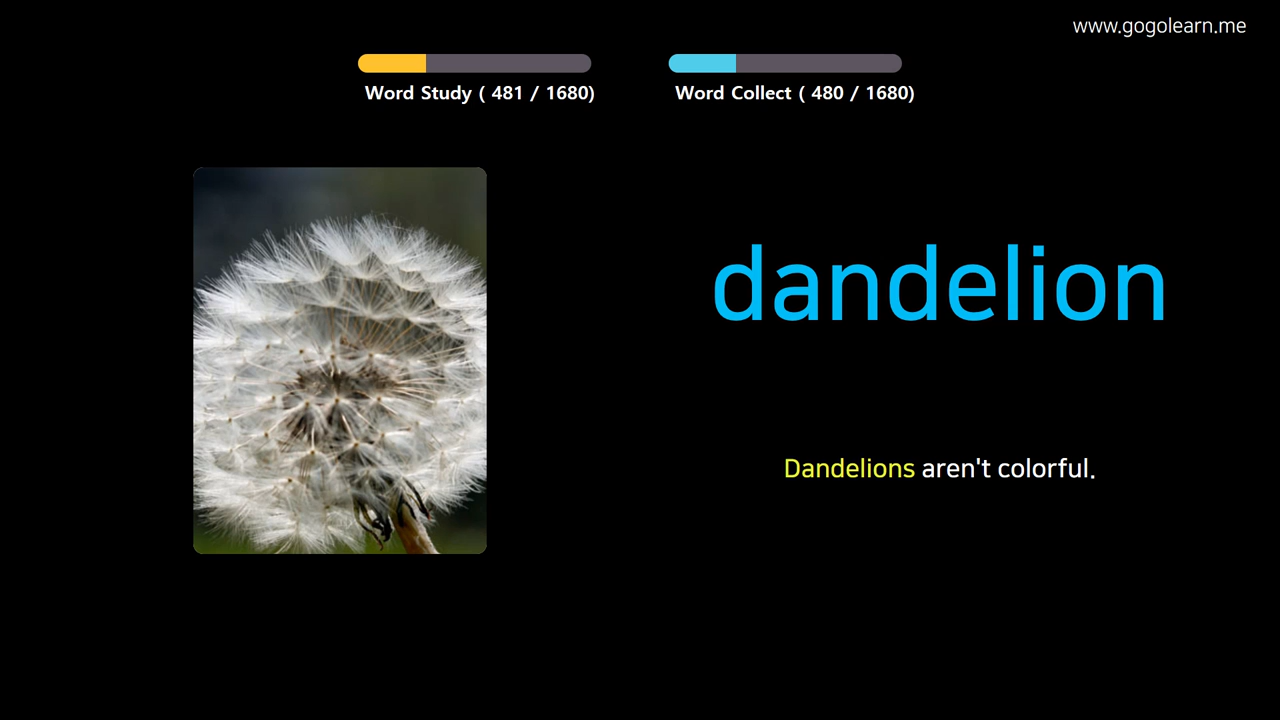 www.gogolearn.me
Word Study ( 481 / 1680)
Word Collect ( 480 / 1680)
dandelion
Dandelions aren't colorful.